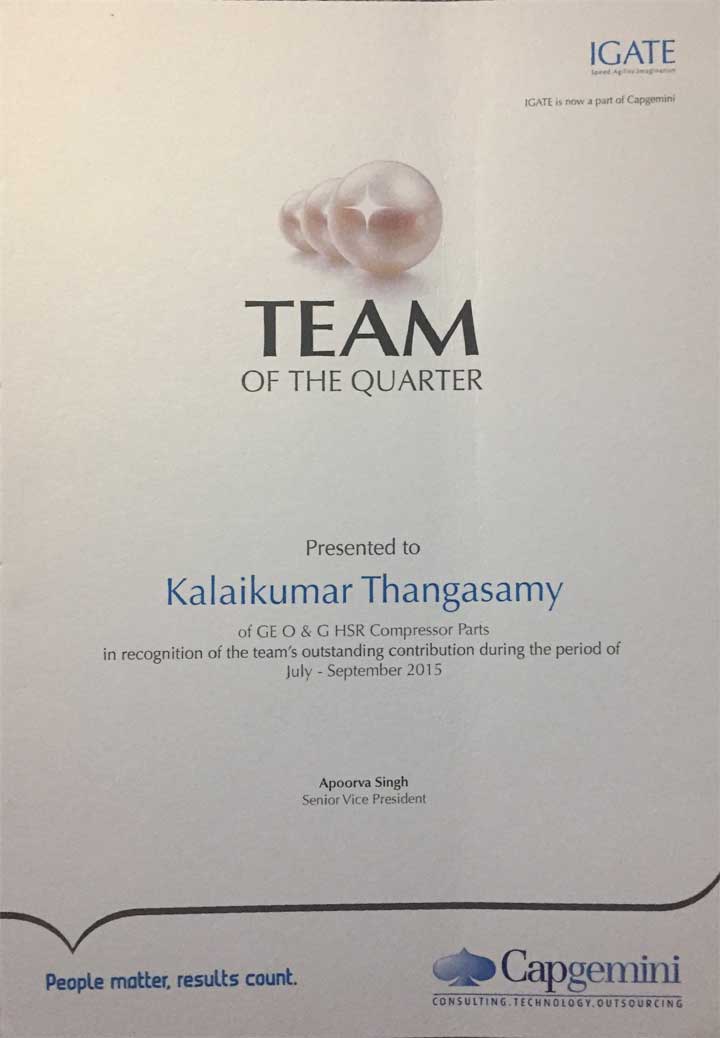 IGATE
Speed.Agility.Imagination
IGATE is now a part of Capgemini
TEAM
OF THE QUARTER
Presented to
Kalaikumar Thangasamy
of GE O & G HSR Compressor Parts
in recognition of the team's outstanding contribution during the period of
July - September 2015
Apoorva Singh
Senior Vice President
People matter, results count.
Capgemini
CONSULTING.TECHNOLOGY.OUTSOURCING